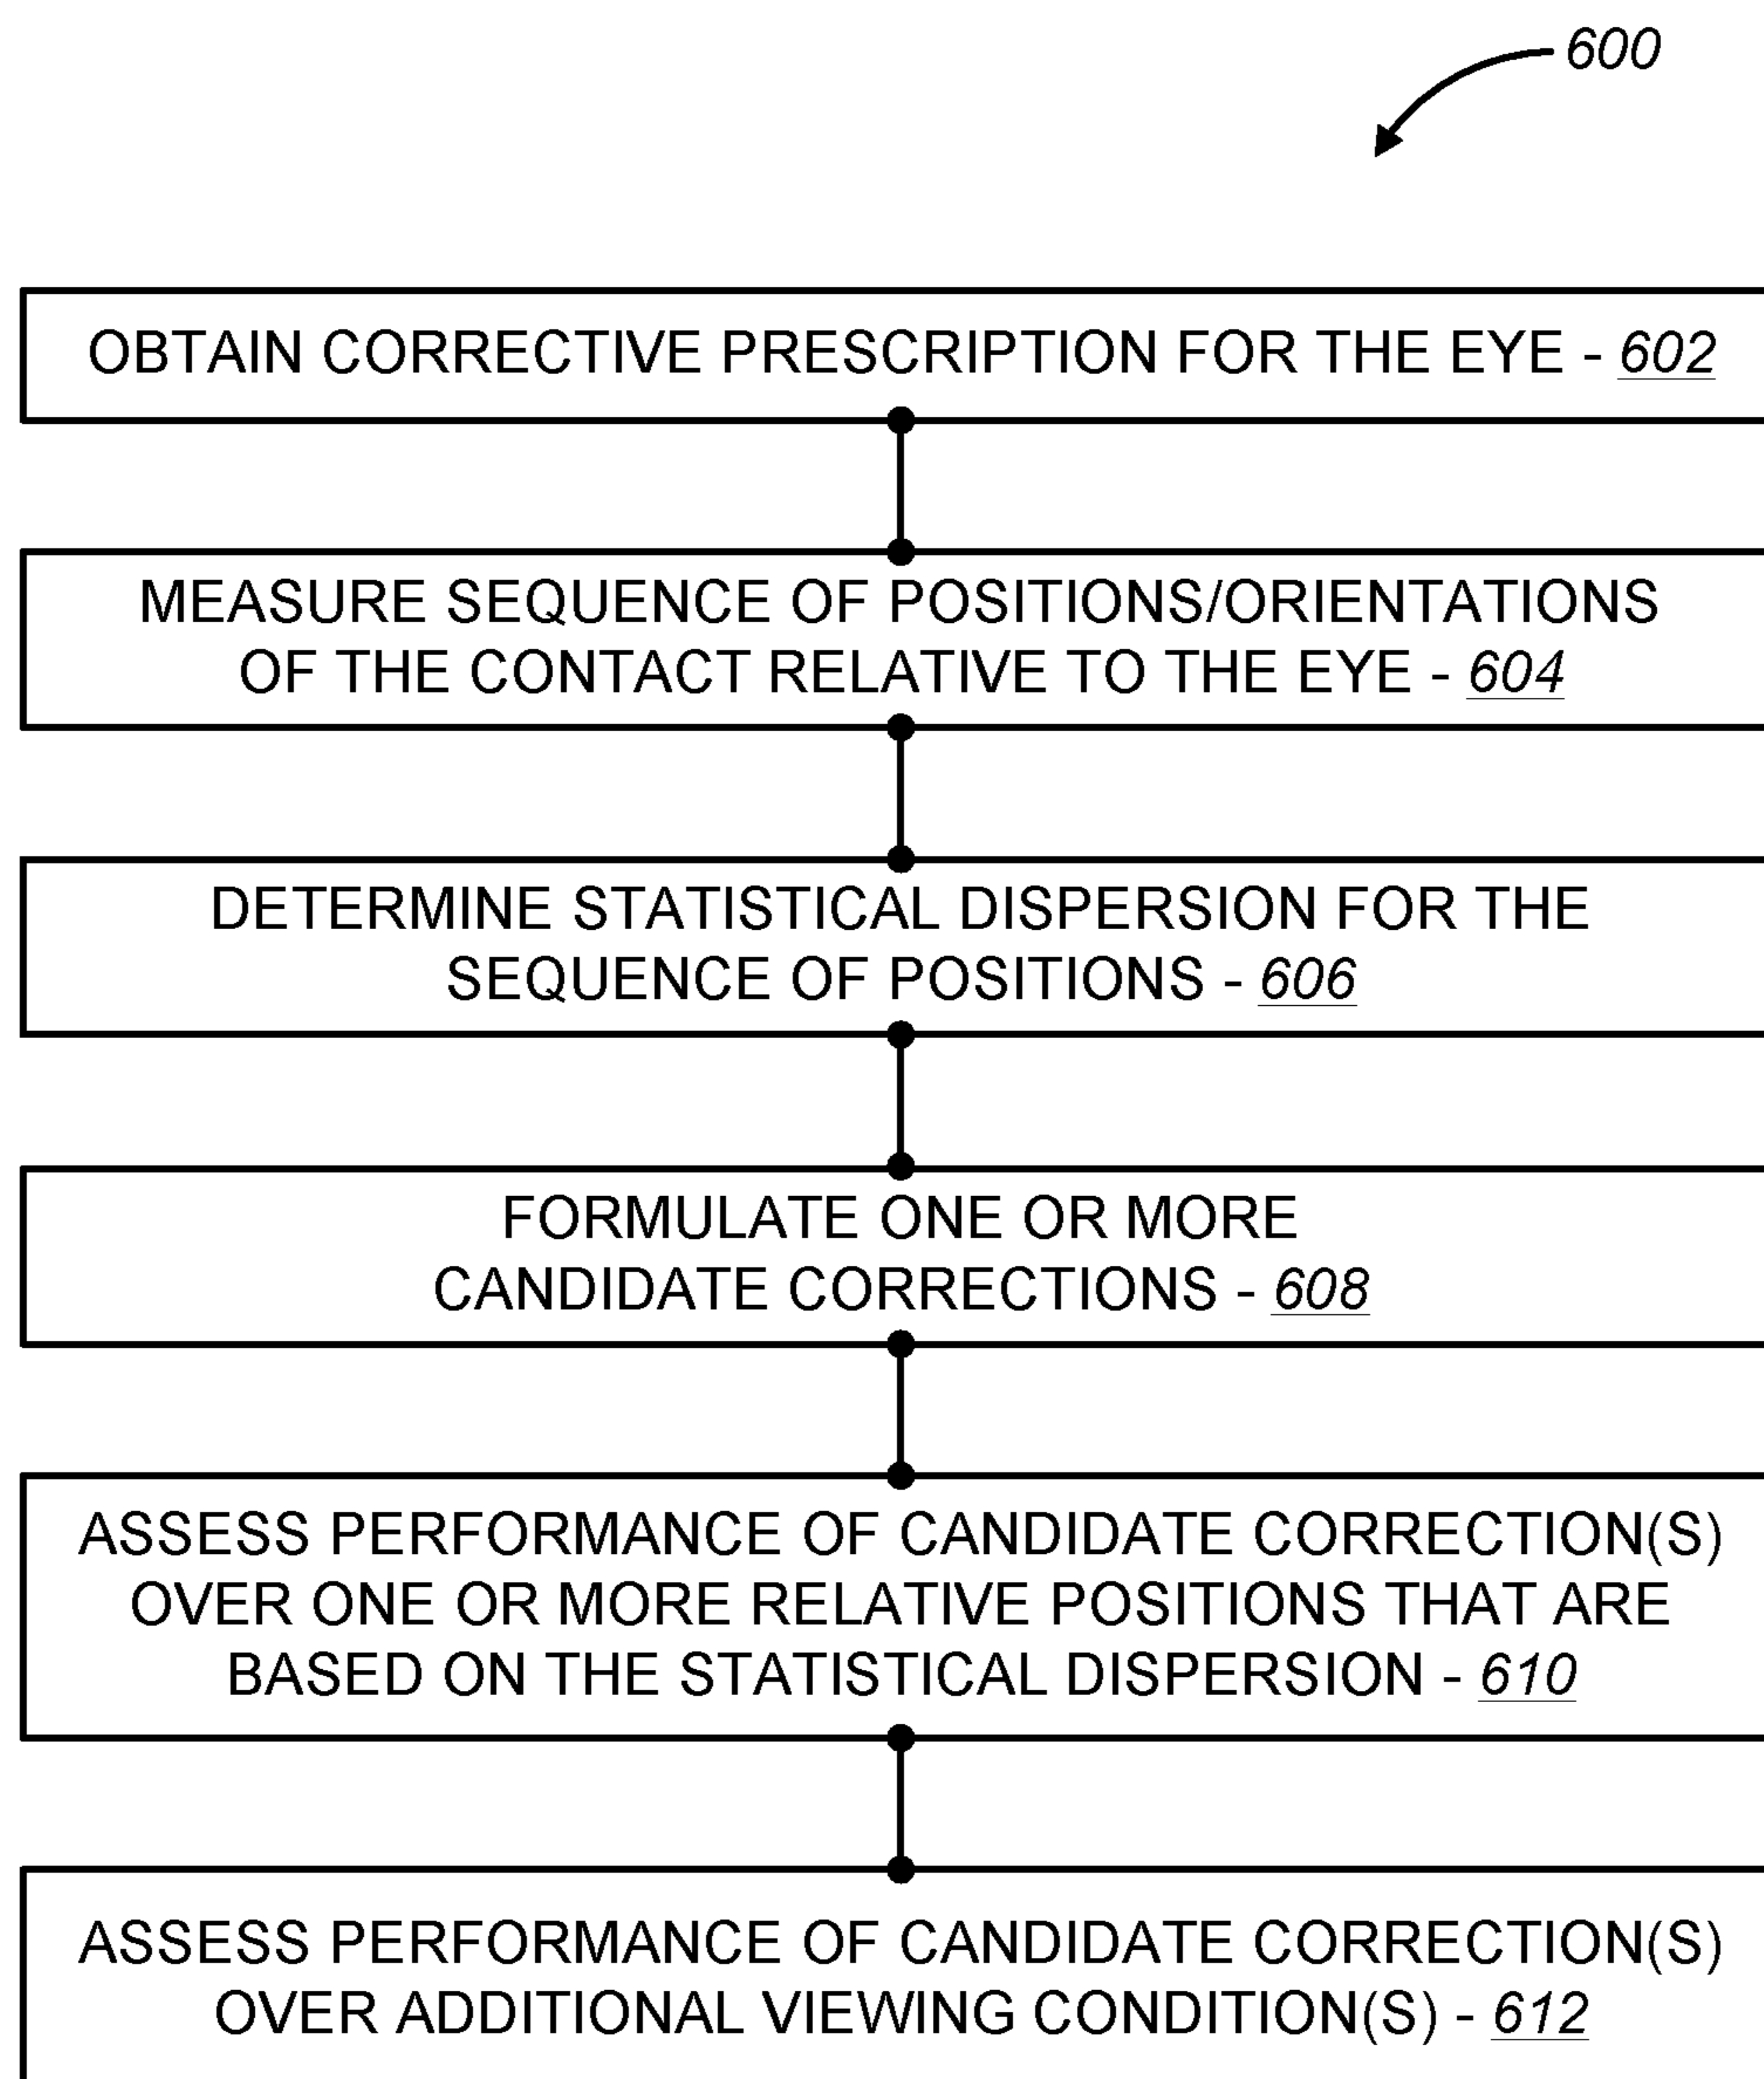 600
OBTAIN CORRECTIVE PRESCRIPTION FOR THE EYE - 602
MEASURE SEQUENCE OF POSITIONS/ORIENTATIONS
OF THE CONTACT RELATIVE TO THE EYE - 604
DETERMINE STATISTICAL DISPERSION FOR THE
SEQUENCE OF POSITIONS - 606
FORMULATE ONE OR MORE
CANDIDATE CORRECTIONS - 608
ASSESS PERFORMANCE OF CANDIDATE CORRECTION(S)
OVER ONE OR MORE RELATIVE POSITIONS THAT ARE
BASED ON THE STATISTICAL DISPERSION - 610
ASSESS PERFORMANCE OF CANDIDATE CORRECTION(S)
OVER ADDITIONAL VIEWING CONDITION(S) - 612